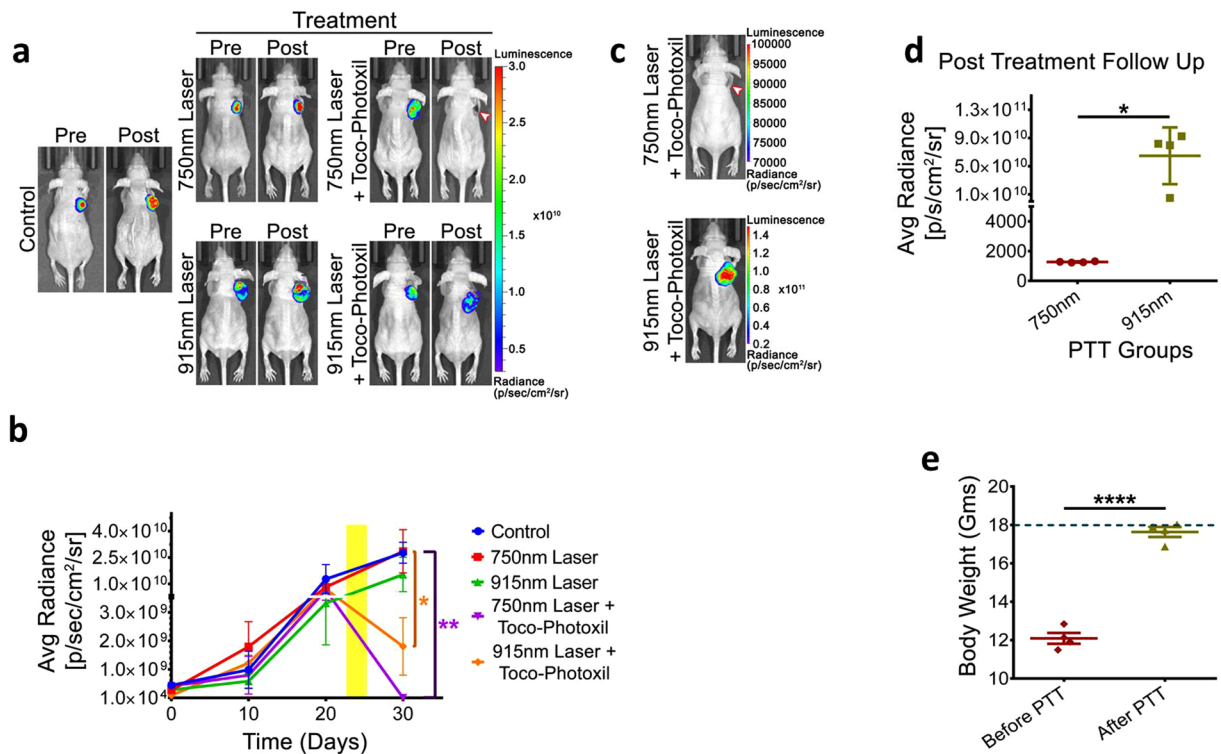 a
Treatment
Pre Post
Pre Post
Luminescence
Control
Pre Post
750nm Laser
750nm Laser
+ Toco-Photoxil
3.0
2.5
2.0
x10¹⁰
1.5
1.0
0.5
Radiance
(p/sec/cm²/sr)
Pre Post
Pre Post
915nm Laser
915nm Laser
+ Toco-Photoxil
c
Luminescence
750nm Laser
+ Toco-Photoxil
100000
95000
90000
85000
80000
75000
70000
Radiance
(p/sec/cm²/sr)
Luminescence
915nm Laser
+ Toco-Photoxil
1.4
1.2
1.0
x 10¹¹
0.8
0.6
0.4
0.2
Radiance
(p/sec/cm²/sr)
d
Post Treatment Follow Up
Avg Radiance
[p/s/cm²/sr]
1.3× 10¹¹
9.0× 10¹⁰
5.0× 10¹⁰
1.0× 10¹⁰
4000
2000
0
*
750nm
915nm
PTT Groups
b
Avg Radiance
[p/sec/cm²/sr]
4.0× 10¹⁰
2.5× 10¹⁰
1.0× 10¹⁰
3.0× 10⁹
2.0× 10⁹
1.0× 10⁹
1.0× 10⁴
0 10 20 30
Time (Days)
*
**
Control
750nm Laser
915nm Laser
750nm Laser +
Toco-Photoxil
915nm Laser +
Toco-Photoxil
e
Body Weight (Gms)
20
18
16
14
12
10
****
Before PTT
After PTT